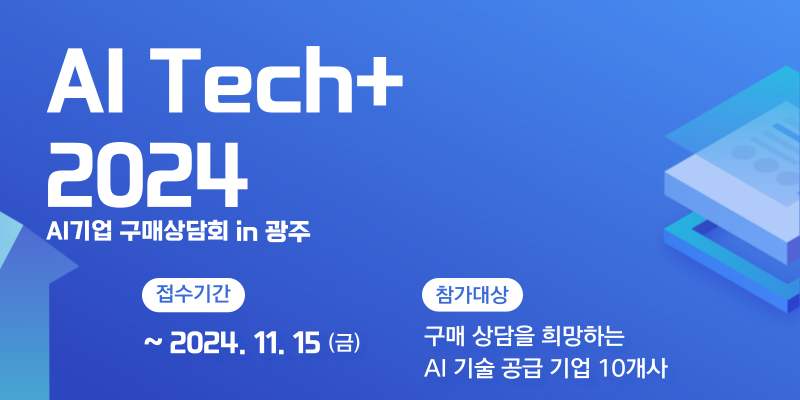 AI Tech+
2024
AI기업 구매상담회 in 광주
접수기간
~ 2024. 11. 15 (금)
참가대상
구매 상담을 희망하는
AI 기술 공급 기업 10개사